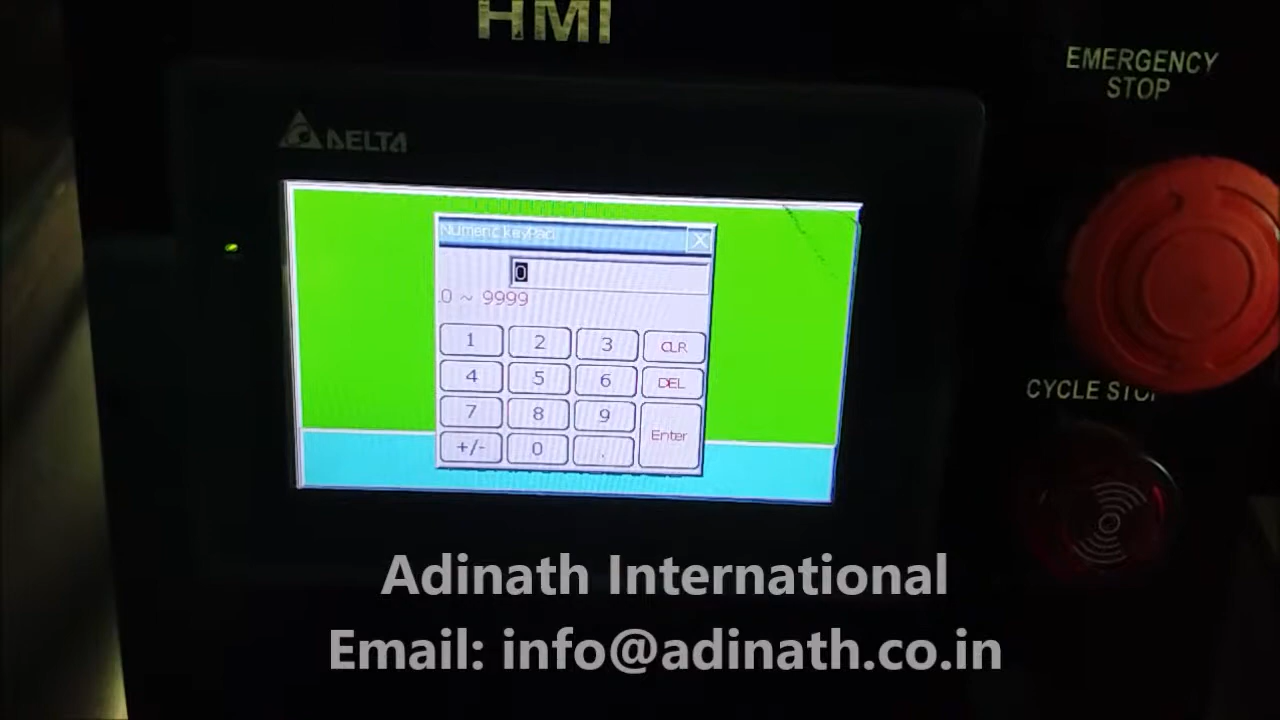 HMI
EMERGENCY
STOP
DELTA
Numeric keyPad
X
0
0 ~ 9999
1 2 3 CLR
4 5 6 DEL
7 8 9 Enter
+/- 0 .
CYCLE STOP
Adinath International
Email: info@adinath.co.in